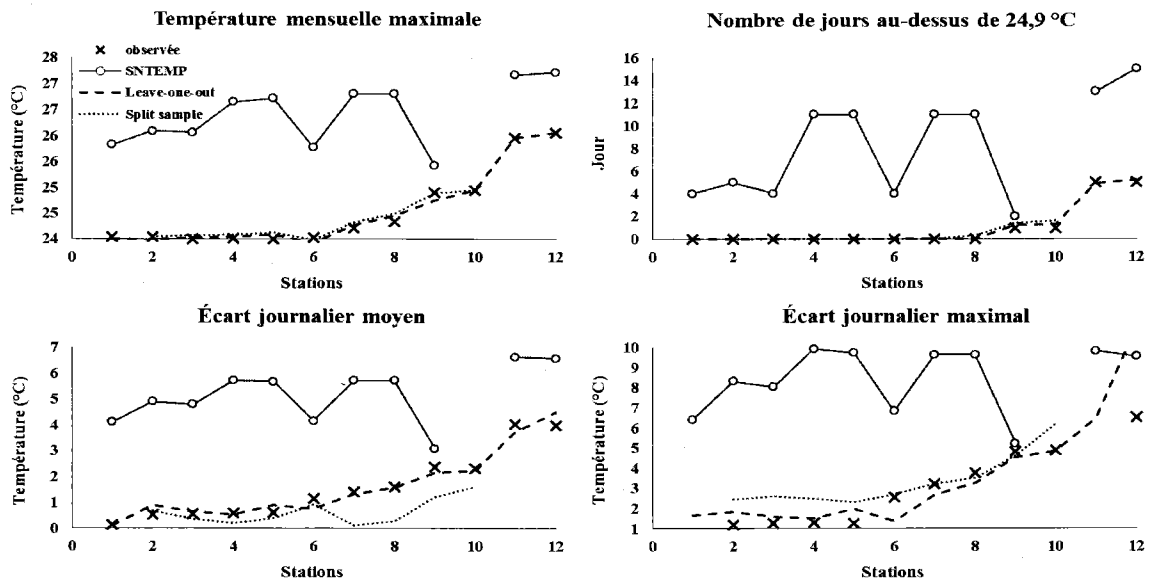 Température mensuelle maximale
Température (°C)
28
27
27
26
26
25
25
24
observée
SNTEMP
Leave-one-out
Split sample
0 2 4 6 8 10 12
Stations
Nombre de jours au-dessus de 24,9 °C
Jour
16
14
12
10
8
6
4
2
0
0 2 4 6 8 10 12
Stations
Écart journalier moyen
Température (°C)
7
6
5
4
3
2
1
0
0 2 4 6 8 10 12
Stations
Écart journalier maximal
Température (°C)
10
9
8
7
6
5
4
3
2
1
0 2 4 6 8 10 12
Stations